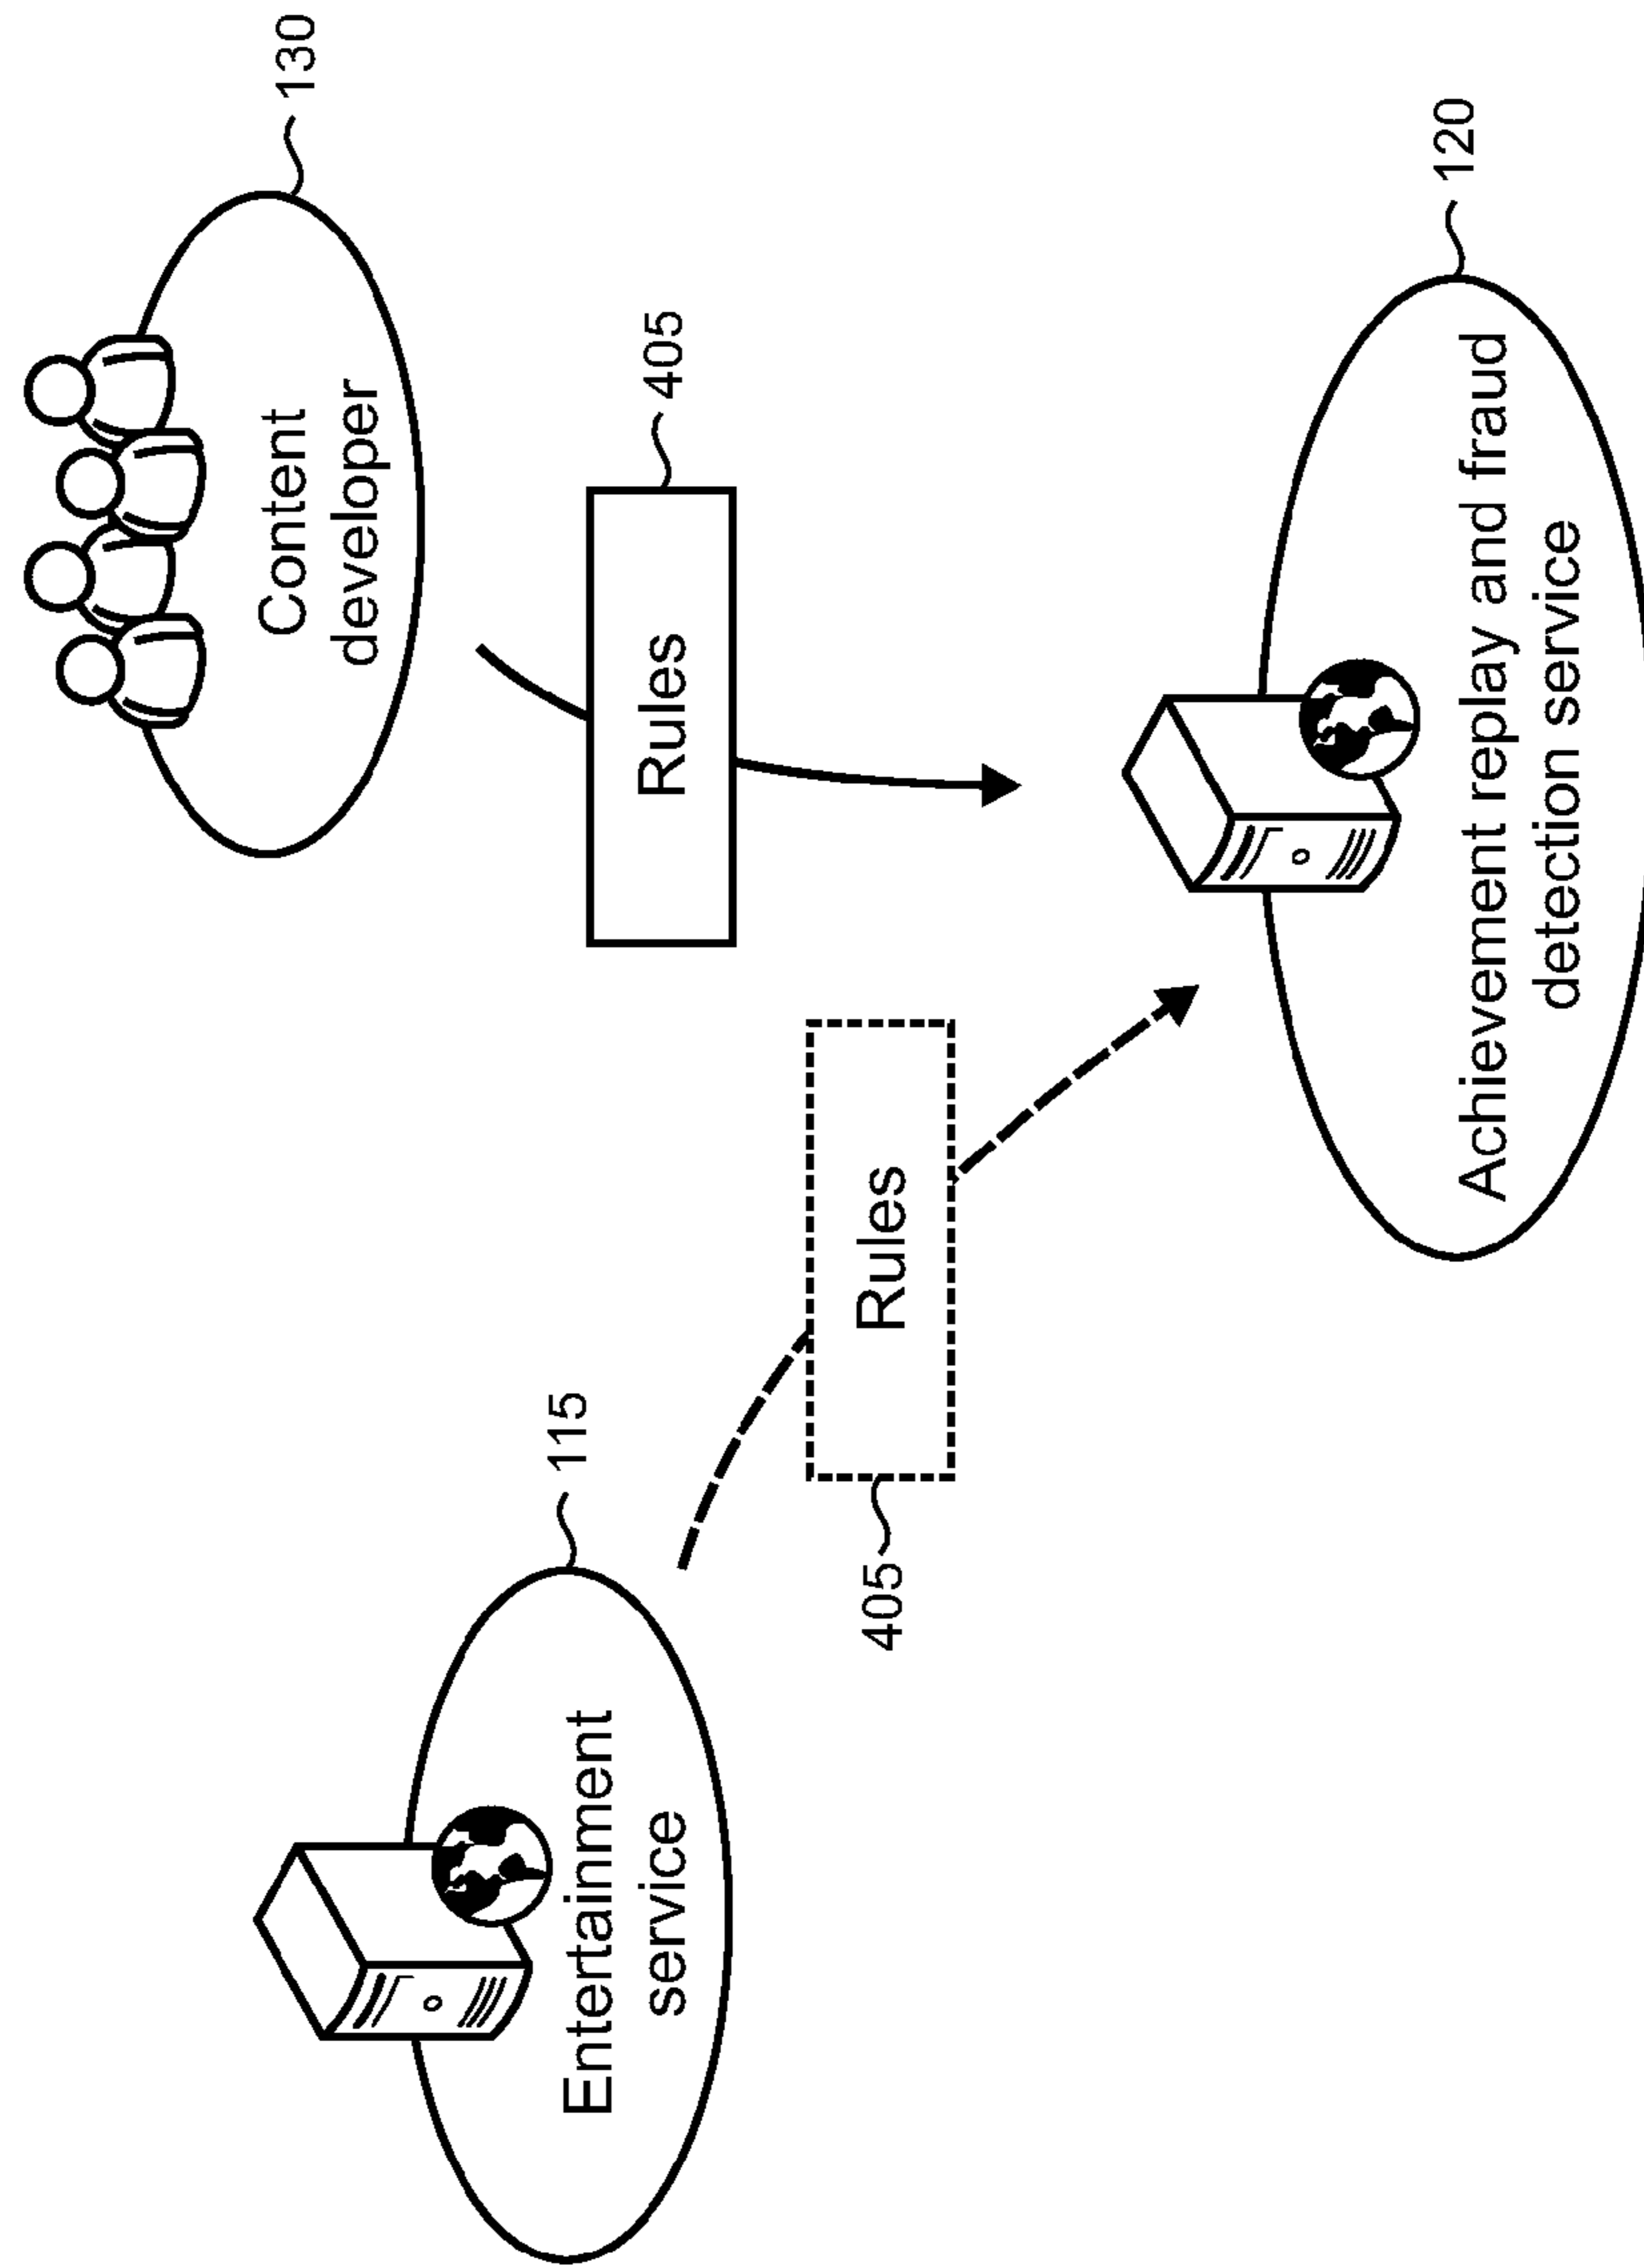 130
Content
developer
405
Rules
115
Entertainment
service
Rules
405
120
Achievement replay and fraud
detection service